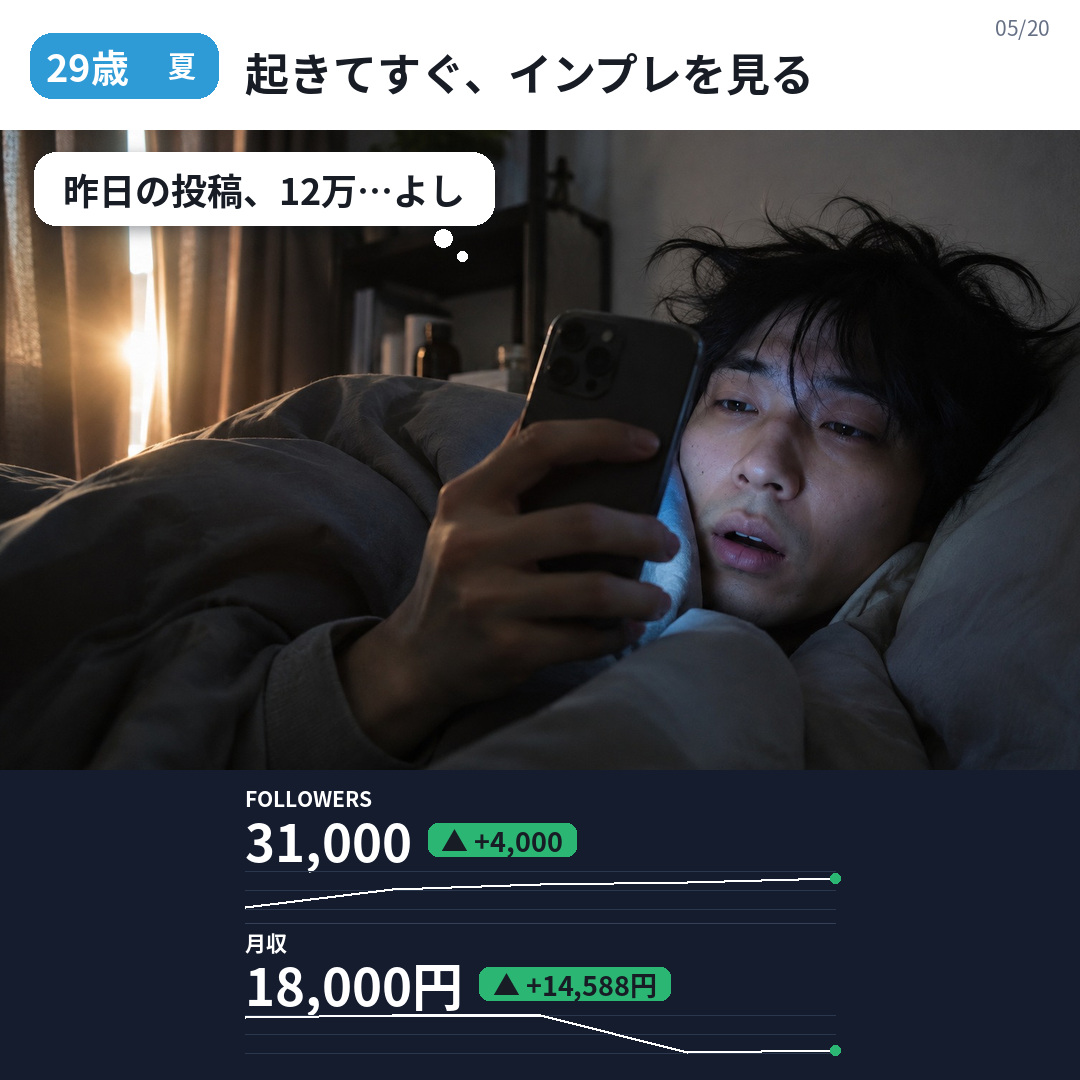 05/20
29歳 夏
起きてすぐ、インプレを見る
昨日の投稿、12万…よし
FOLLOWERS
31,000 ▲ +4,000
月収
18,000円 ▲ +14,588円